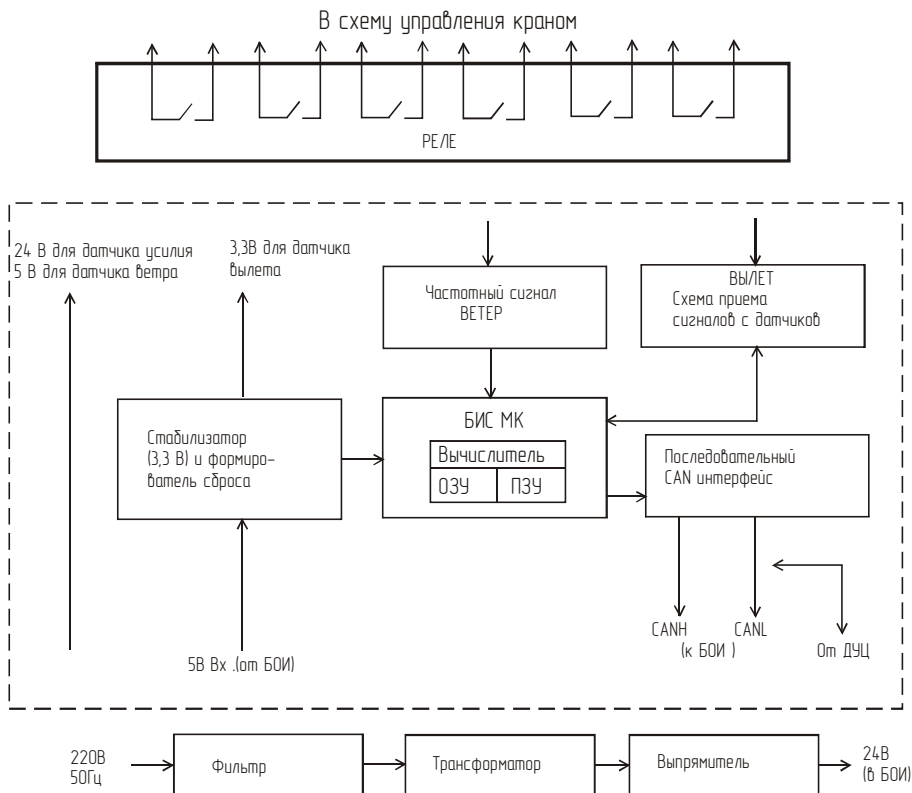 В схему управления краном
РЕЛЕ
24 В для датчика усилия
5 В для датчика ветра
3,3В для датчика
вылета
Частотный сигнал
ВЕТЕР
ВЫЛЕТ
Схема приема
сигналов с датчиков
Стабилизатор
(3,3 В) и формиро-
ватель сброса
БИС МК
Вычислитель
ОЗУ ПЗУ
Последовательный
CAN интерфейс
5В Вх .(от БОИ)
CANH CANL
(к БОИ )
От ДУЦ
220В
50Гц
Фильтр
Трансформатор
Выпрямитель
24В
(в БОИ)